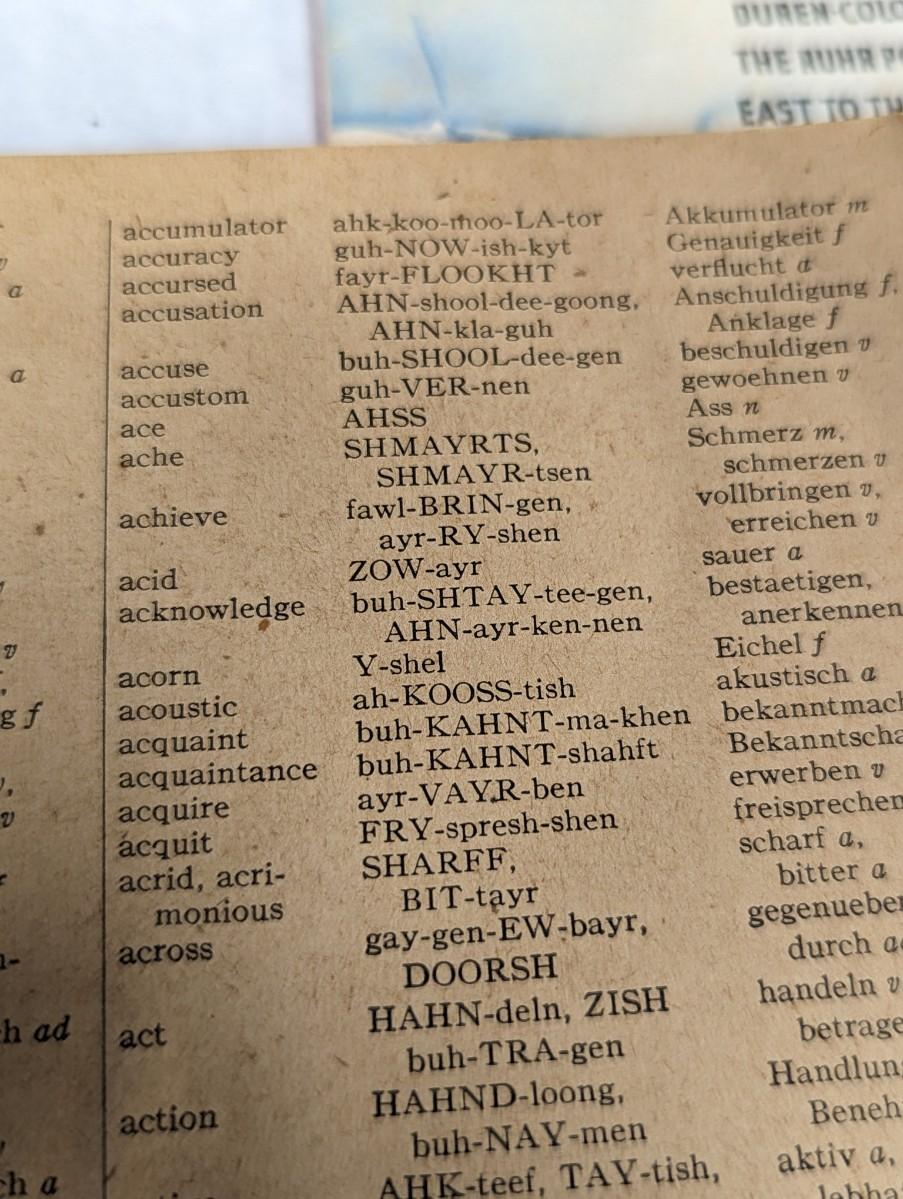 DUREN-COLO
THE RUHR P
EAST TO TH
accumulator ahk-koo-moo-LA-tor Akkumulator m
accuracy guh-NOW-ish-kyt Genauigkeit f
a accursed fayr-FLOOKHT verflucht a
accusation AHN-shool-dee-goong, Anschuldigung f,
AHN-kla-guh Anklage f
a accuse buh-SHOOL-dee-gen beschuldigen v
accustom guh-VER-nen gewoehnen v
ace AHSS Ass n
ache SHMAYRTS, Schmerz m,
SHMAYR-tsen schmerzen v
achieve fawl-BRIN-gen, vollbringen v,
ayr-RY-shen erreichen v
acid ZOW-ayr sauer a
acknowledge buh-SHTAY-tee-gen, bestaetigen,
v AHN-ayr-ken-nen anerkennen
acorn Y-shel Eichel f
g f acoustic ah-KOOSS-tish akustisch a
acquaint buh-KAHNT-ma-khen bekanntmach
acquaintance buh-KAHNT-shahft Bekanntscha
v acquire ayr-VAYR-ben erwerben v
acquit FRY-spresh-shen freisprechen
acrid, acri- SHARFF, scharf a,
monious BIT-tayr bitter a
across gay-gen-EW-bayr, gegenueber
DOORSH durch a
h ad act HAHN-deln, ZISH handeln v
buh-TRA-gen betrage
action HAHND-loong, Handlun
buh-NAY-men Beneh
ch a AHK-teef, TAY-tish, aktiv a,